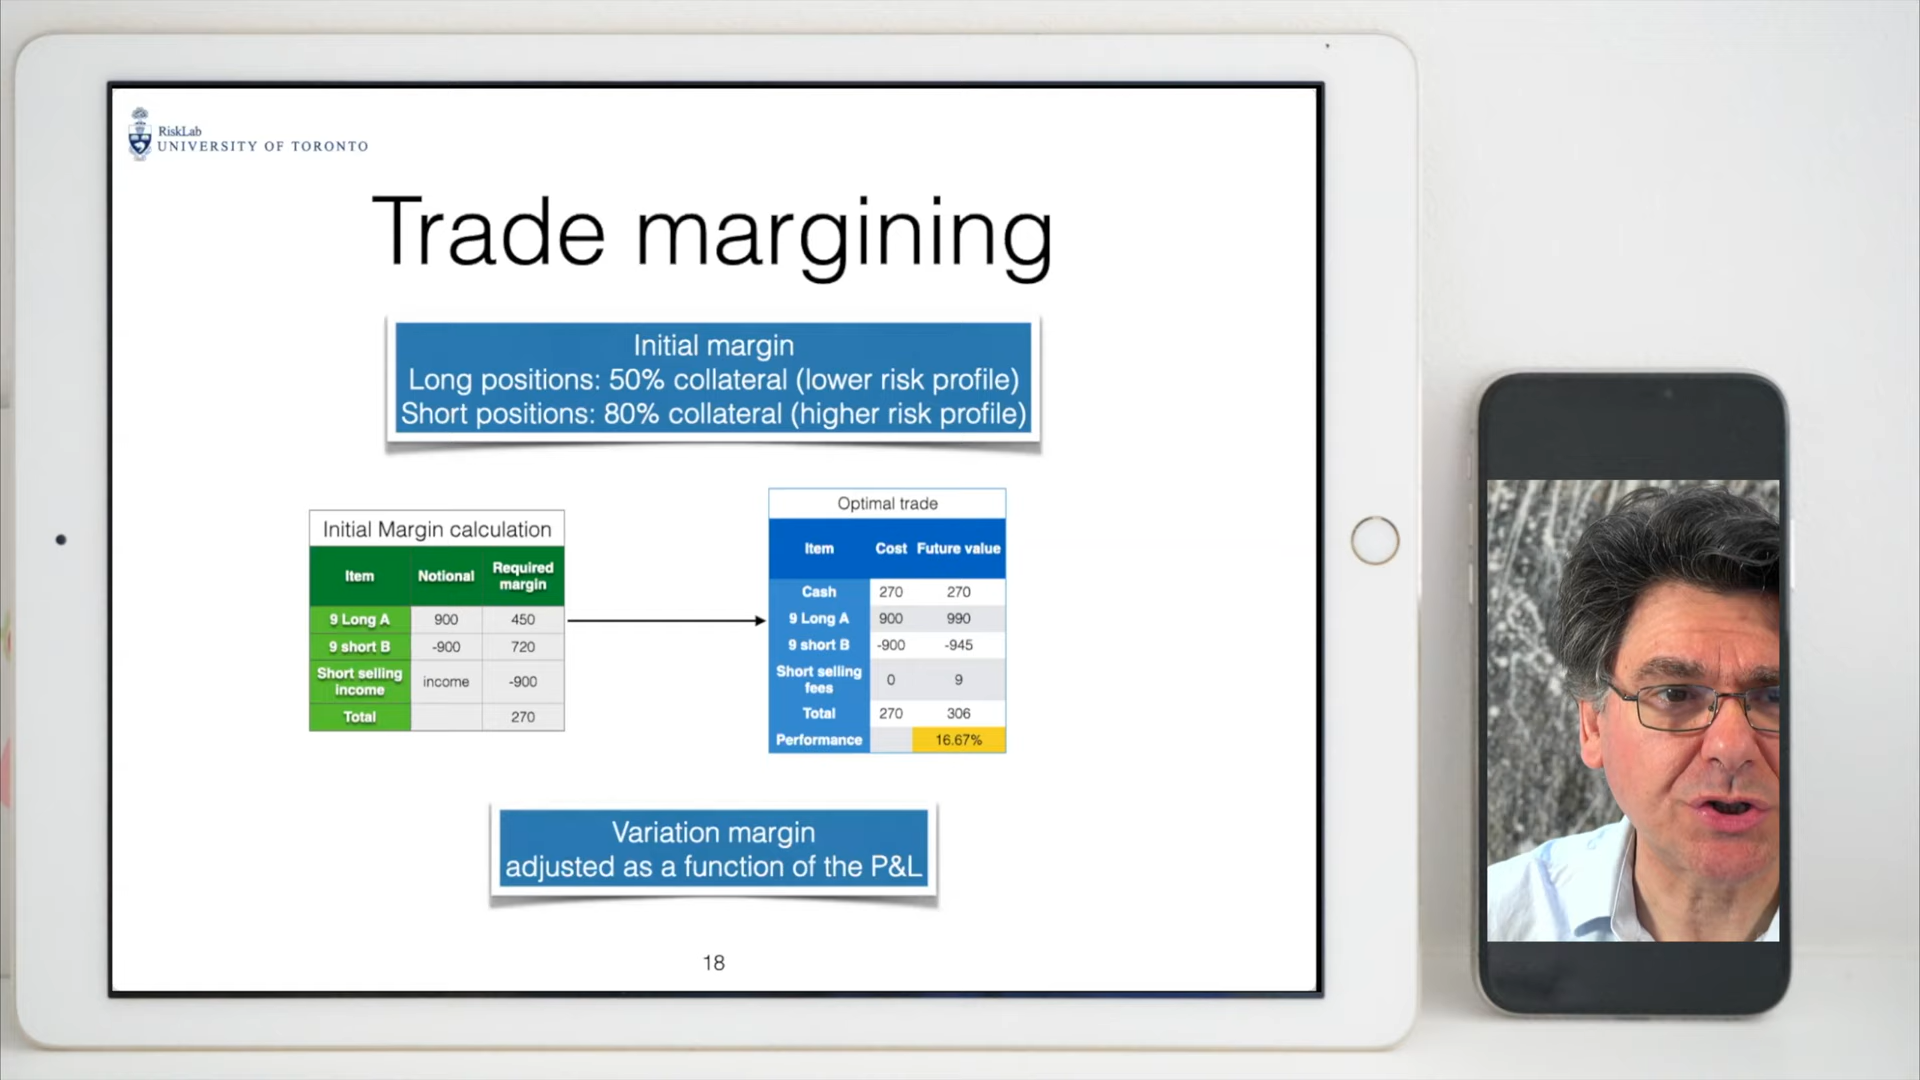 RiskLab
UNIVERSITY OF TORONTO
Trade margining
Initial margin
Long positions: 50% collateral (lower risk profile)
Short positions: 80% collateral (higher risk profile)
Initial Margin calculation
Item Notional Required margin
9 Long A 900 450
9 short B -900 720
Short selling income income -900
Total 270
Optimal trade
Item Cost Future value
Cash 270 270
9 Long A 900 990
9 short B -900 -945
Short selling fees 0 9
Total 270 306
Performance 16.67%
Variation margin
adjusted as a function of the P&L
18